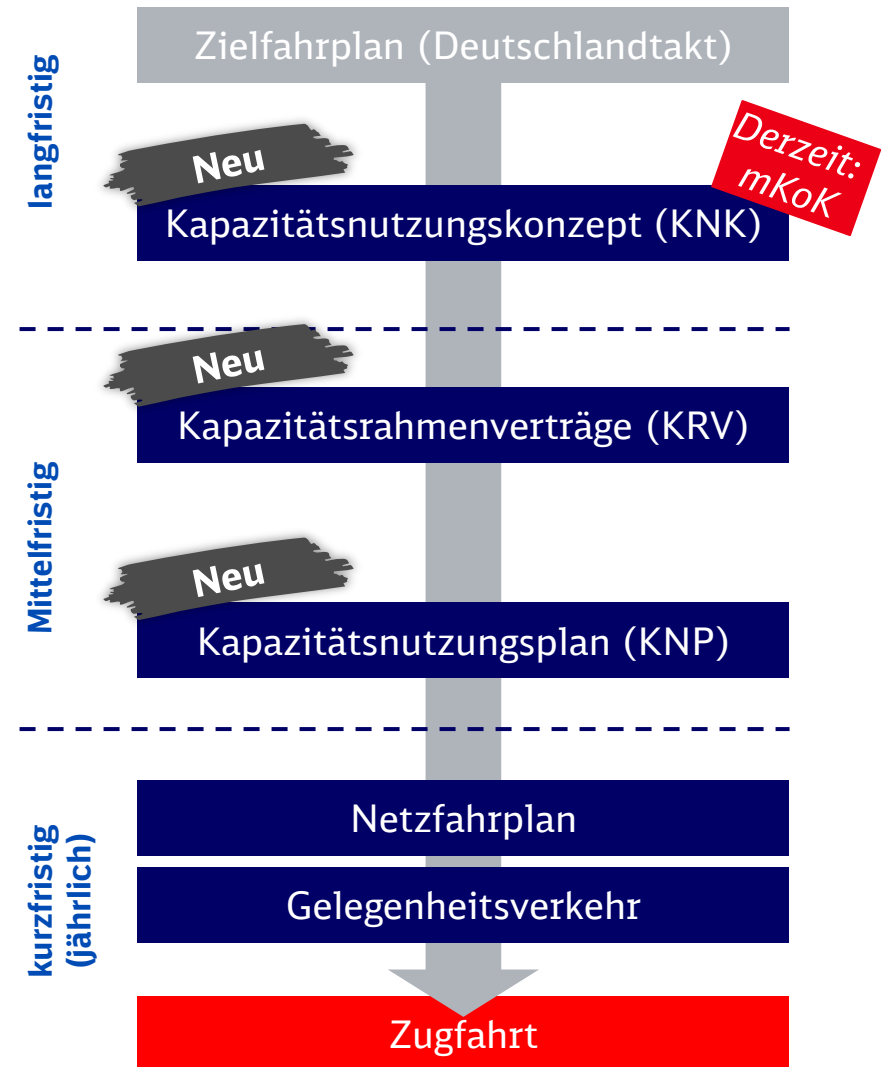 langfristig
Zielfahrplan (Deutschlandtakt)
Neu
Derzeit:
mKoK
Kapazitätsnutzungskonzept (KNK)
Mittelfristig
Neu
Kapazitätsrahmenverträge (KRV)
Neu
Kapazitätsnutzungsplan (KNP)
kurzfristig
(jährlich)
Netzfahrplan
Gelegenheitsverkehr
Zugfahrt